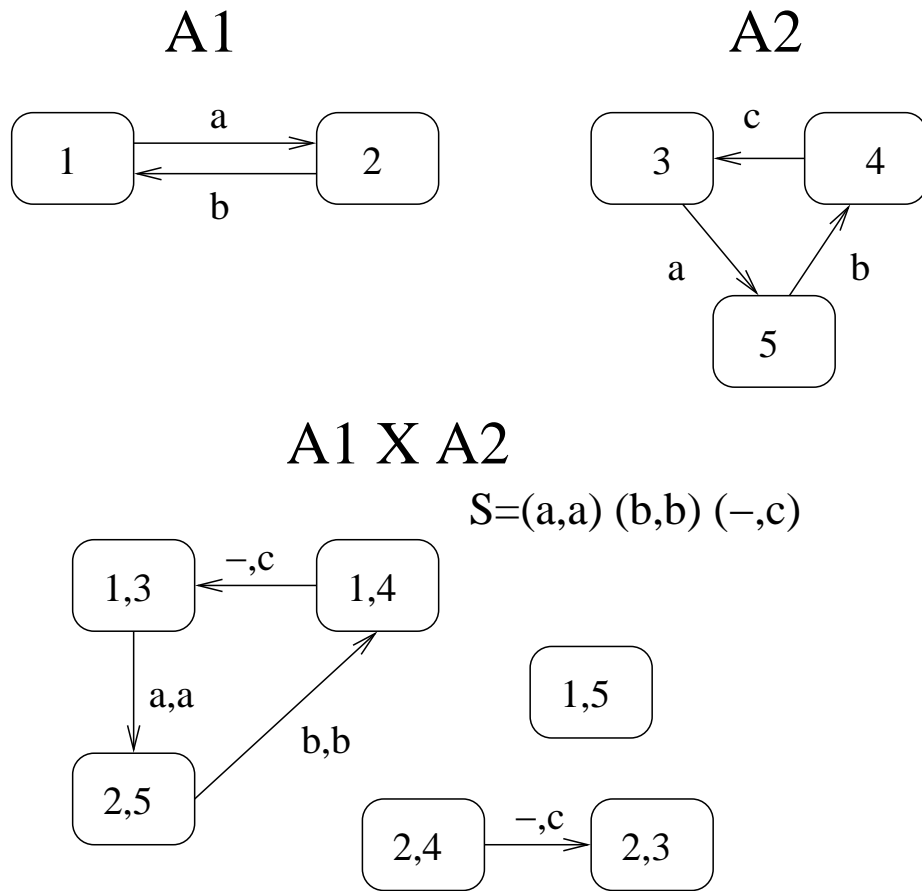 A1
A2
a
1
2
b
c
3
4
a
b
5
A1 X A2
S=(a,a) (b,b) (−,c)
−,c
1,3
1,4
a,a
b,b
1,5
2,5
−,c
2,4
2,3